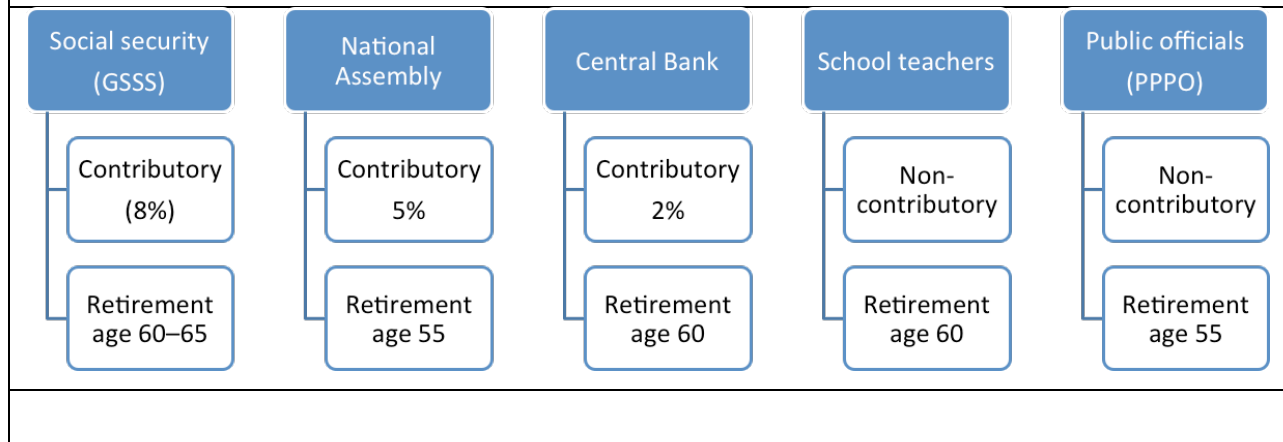 Social security
(GSSS)
Contributory
(8%)
Retirement
age 60–65
National
Assembly
Contributory
5%
Retirement
age 55
Central Bank
Contributory
2%
Retirement
age 60
School teachers
Non-
contributory
Retirement
age 60
Public officials
(PPPO)
Non-
contributory
Retirement
age 55